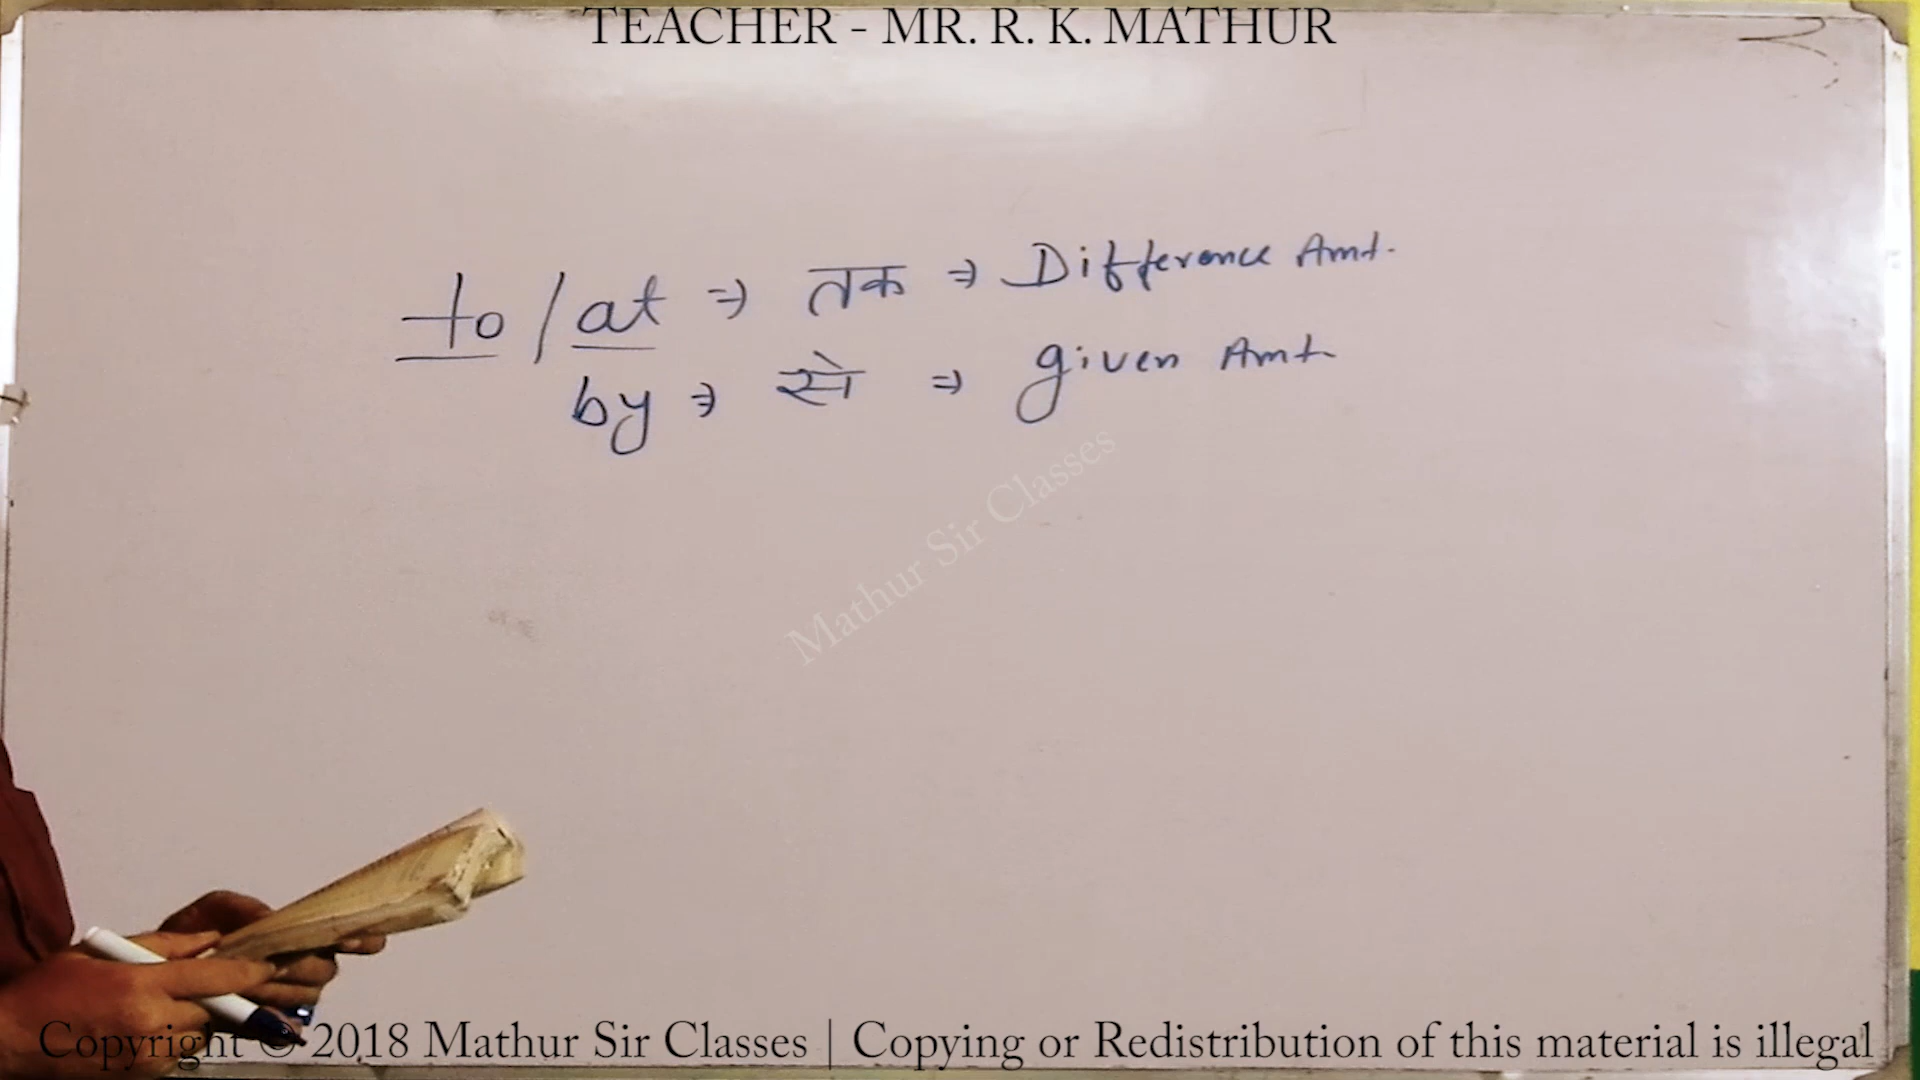 TEACHER - MR. R. K. MATHUR
to / at ⇒ तक ⇒ Difference Amt.
by ⇒ से ⇒ given Amt
Mathur Sir Classes
Copyright © 2018 Mathur Sir Classes | Copying or Redistribution of this material is illegal